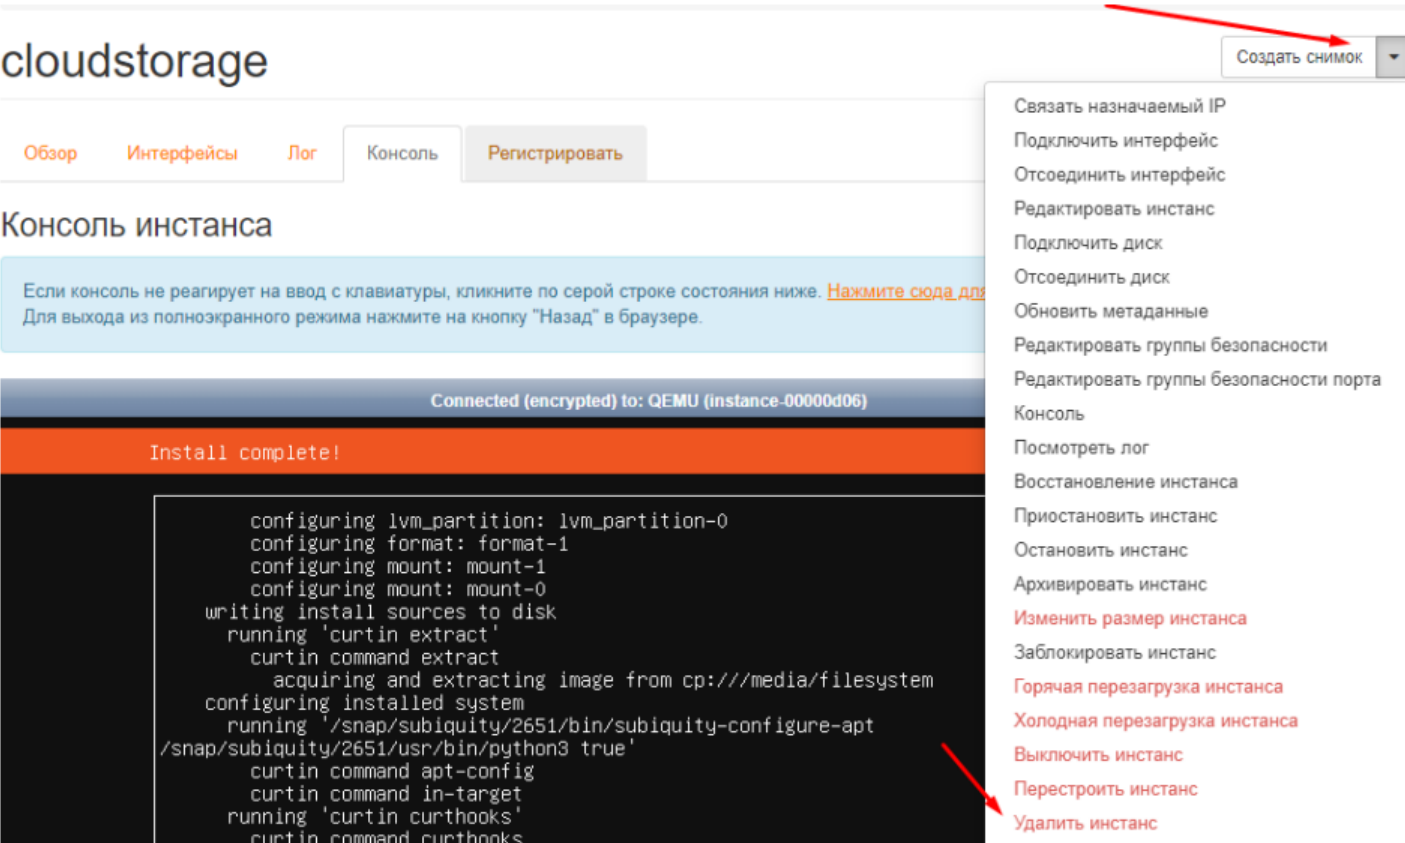 cloudstorage
Создать снимок
Обзор
Интерфейсы
Лог
Консоль
Регистрировать
Консоль инстанса
Если консоль не реагирует на ввод с клавиатуры, кликните по серой строке состояния ниже. Нажмите сюда для
Для выхода из полноэкранного режима нажмите на кнопку "Назад" в браузере.
Connected (encrypted) to: QEMU (instance-00000d06)
Install complete!
configuring lvm_partition: lvm_partition-0
configuring format: format-1
configuring mount: mount-1
configuring mount: mount-0
writing install sources to disk
running 'curtin extract'
curtin command extract
acquiring and extracting image from cp:///media/filesystem
configuring installed system
running '/snap/subiquity/2651/bin/subiquity-configure-apt
/snap/subiquity/2651/usr/bin/python3 true'
curtin command apt-config
curtin command in-target
running 'curtin curthooks'
curtin command curthooks
Связать назначаемый IP
Подключить интерфейс
Отсоединить интерфейс
Редактировать инстанс
Подключить диск
Отсоединить диск
Обновить метаданные
Редактировать группы безопасности
Редактировать группы безопасности порта
Консоль
Посмотреть лог
Восстановление инстанса
Приостановить инстанс
Остановить инстанс
Архивировать инстанс
Изменить размер инстанса
Заблокировать инстанс
Горячая перезагрузка инстанса
Холодная перезагрузка инстанса
Выключить инстанс
Перестроить инстанс
Удалить инстанс